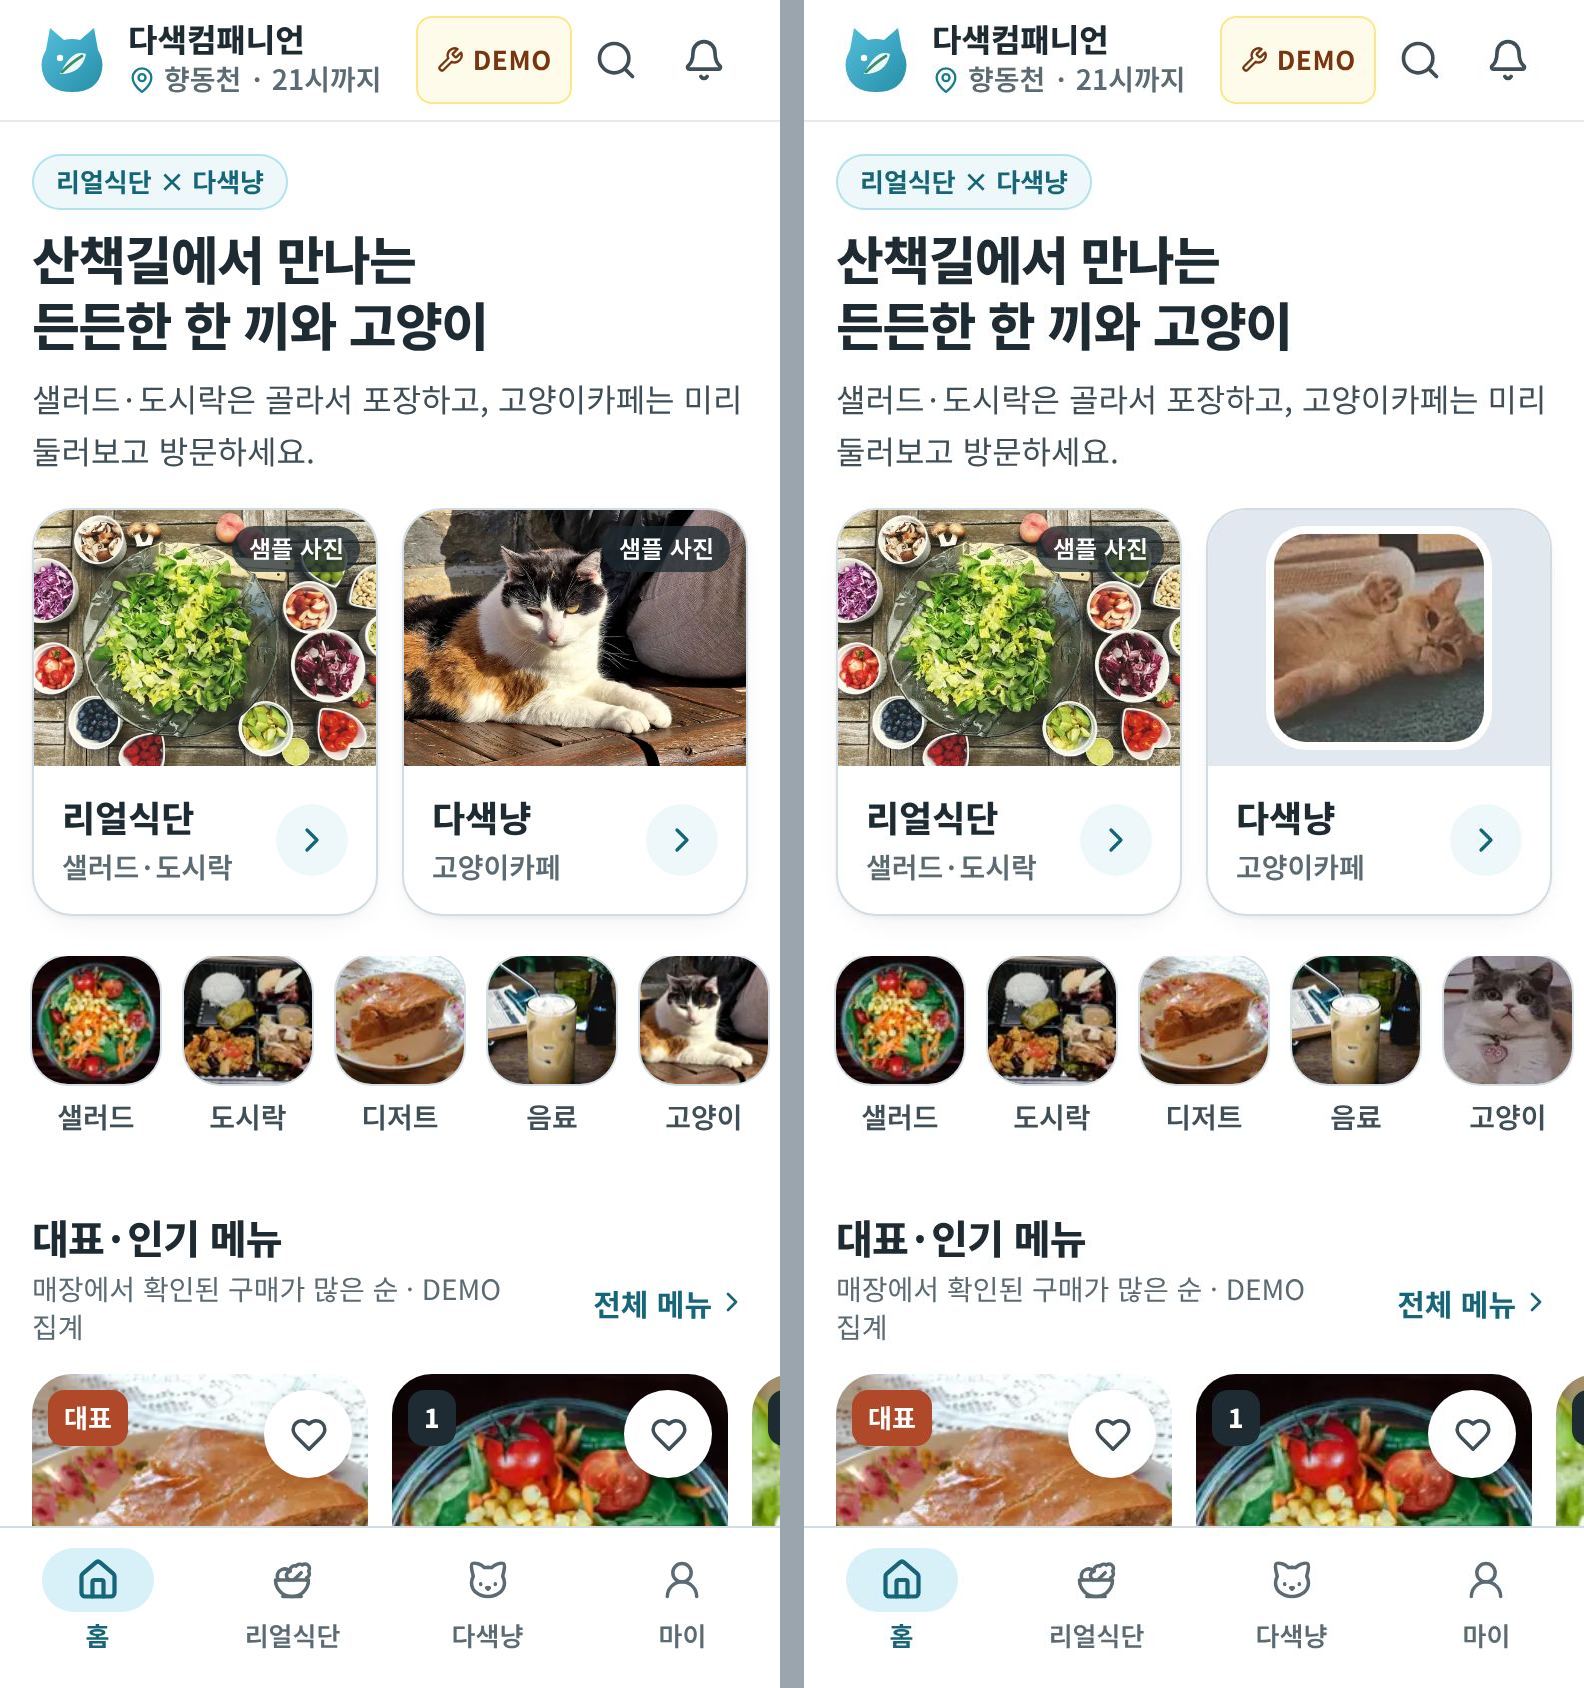 다색컴패니언
향동천 · 21시까지
DEMO
리얼식단 × 다색냥
산책길에서 만나는
든든한 한 끼와 고양이
샐러드·도시락은 골라서 포장하고, 고양이카페는 미리
둘러보고 방문하세요.
샘플 사진
샘플 사진
리얼식단
샐러드·도시락
다색냥
고양이카페
샐러드
도시락
디저트
음료
고양이
대표·인기 메뉴
매장에서 확인된 구매가 많은 순 · DEMO
집계
전체 메뉴
대표
1
홈
리얼식단
다색냥
마이
다색컴패니언
향동천 · 21시까지
DEMO
리얼식단 × 다색냥
산책길에서 만나는
든든한 한 끼와 고양이
샐러드·도시락은 골라서 포장하고, 고양이카페는 미리
둘러보고 방문하세요.
샘플 사진
리얼식단
샐러드·도시락
다색냥
고양이카페
샐러드
도시락
디저트
음료
고양이
대표·인기 메뉴
매장에서 확인된 구매가 많은 순 · DEMO
집계
전체 메뉴
대표
1
홈
리얼식단
다색냥
마이